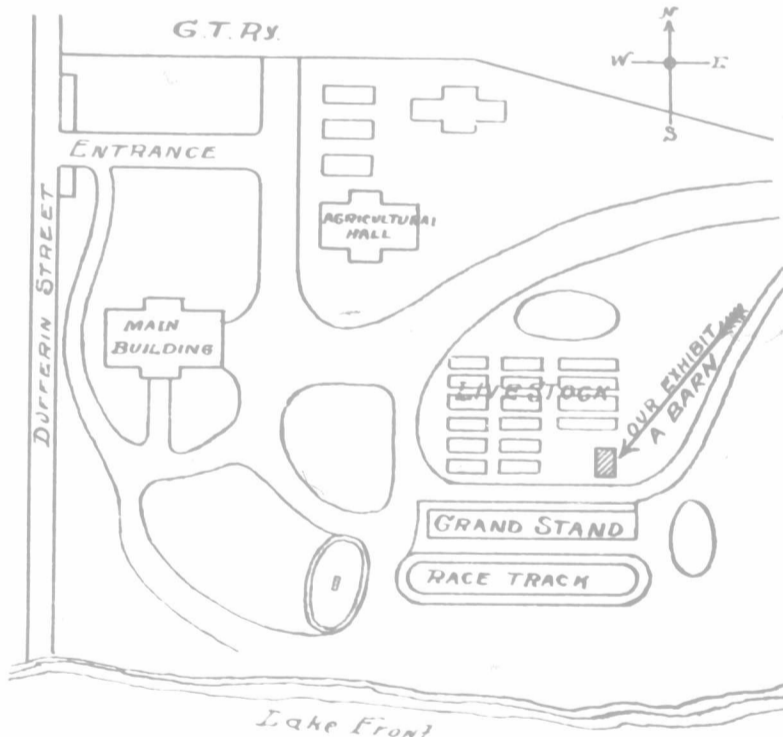 G.T.RY.
N
W
E
S
ENTRANCE
AGRICULTURAL
HALL
DUFFERIN STREET
MAIN
BUILDING
LIVE STOCK
OUR EXHIBIT
A BARN
GRAND STAND
RACE TRACK
Lake Front